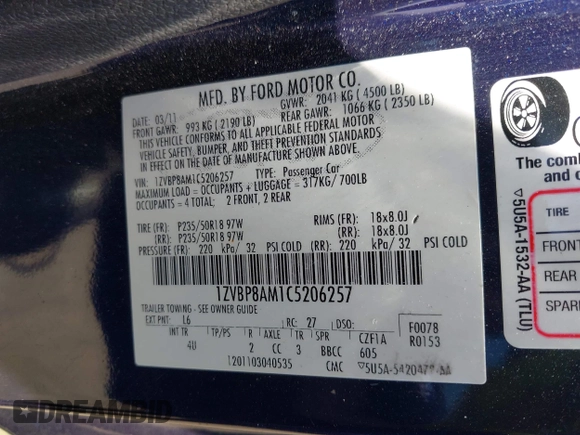 MFD. BY FORD MOTOR CO.
DATE: 03/11 GVWR: 2041 KG ( 4500 LB)
FRONT GAWR: 993 KG ( 2190 LB) REAR GAWR: 1066 KG ( 2350 LB)
THIS VEHICLE CONFORMS TO ALL APPLICABLE FEDERAL MOTOR
VEHICLE SAFETY, BUMPER, AND THEFT PREVENTION STANDARDS
IN EFFECT ON THE DATE OF MANUFACTURE SHOWN ABOVE.
VIN: 1ZVBP8AM1C5206257 TYPE: Passenger Car
MAXIMUM LOAD = OCCUPANTS + LUGGAGE = 317KG/ 700LB
OCCUPANTS = 4 TOTAL: 2 FRONT, 2 REAR
TIRE: (FR): P235/50R18 97W RIMS (FR): 18x8.0J
(RR): P235/50R18 97W (RR): 18x8.0J
PRESSURE (FR): 220 kPa/ 32 PSI COLD (RR): 220 kPa/ 32 PSI COLD
1ZVBP8AM1C5206257
TRAILER TOWING - SEE OWNER GUIDE
EXT PNT: L6 RC: 27 DSO:
INT TR TP/PS R AXLE TR SPR CZF1A F0078
4U 2 CC 3 BBCC 605 R0153
1201103040535 CMC ▽5U5A-5420472-AA
The com
and o
TIRE
FRONT
REAR
SPARE
▽5U5A-1532-AA (TLU)
DREAMBID